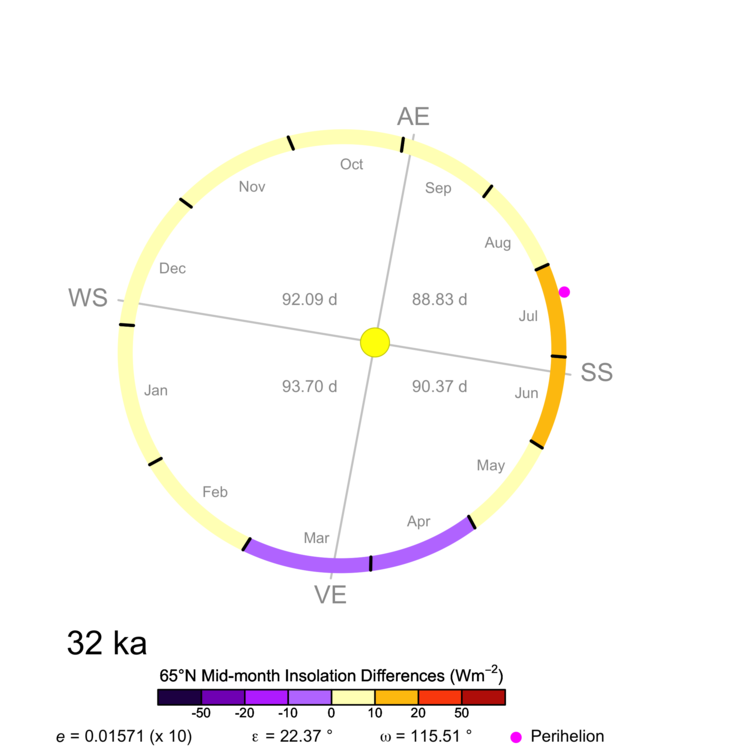 AE
Oct
Nov
Sep
Aug
Dec
WS
92.09 d
88.83 d
Jul
SS
93.70 d
90.37 d
Jan
Jun
May
Feb
Apr
Mar
VE
32 ka
65°N Mid-month Insolation Differences (Wm⁻²)
-50 -20 -10 0 10 20 50
e = 0.01571 (x 10) ε = 22.37 ° ω = 115.51 ° Perihelion